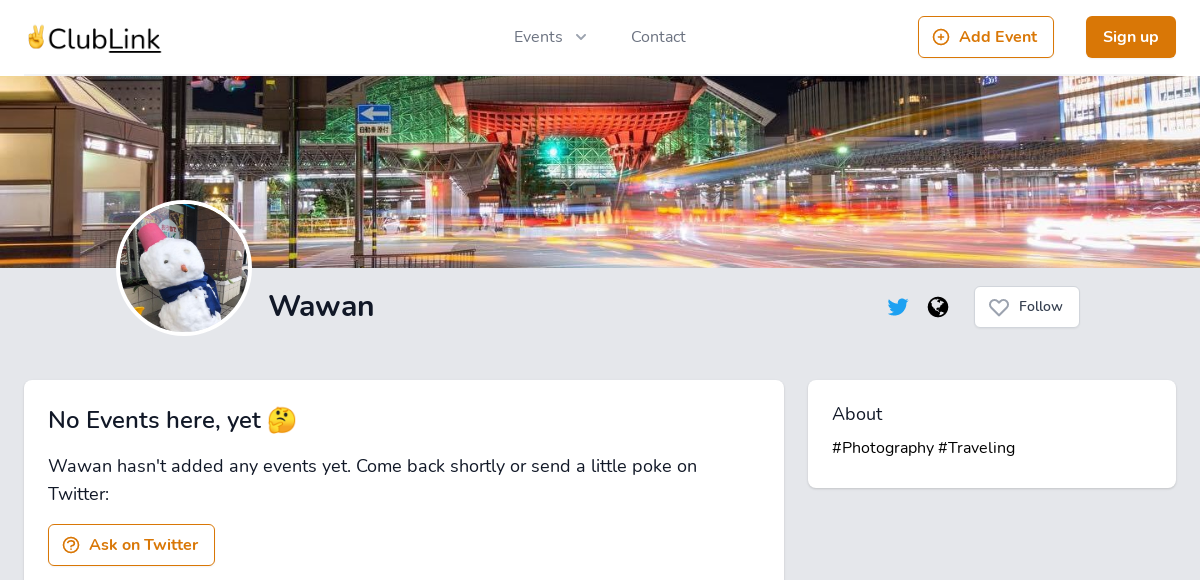 ✌️ClubLink
Events
Contact
Add Event
Sign up
Wawan
Follow
No Events here, yet 🤔
Wawan hasn't added any events yet. Come back shortly or send a little poke on
Twitter:
Ask on Twitter
About
#Photography #Traveling